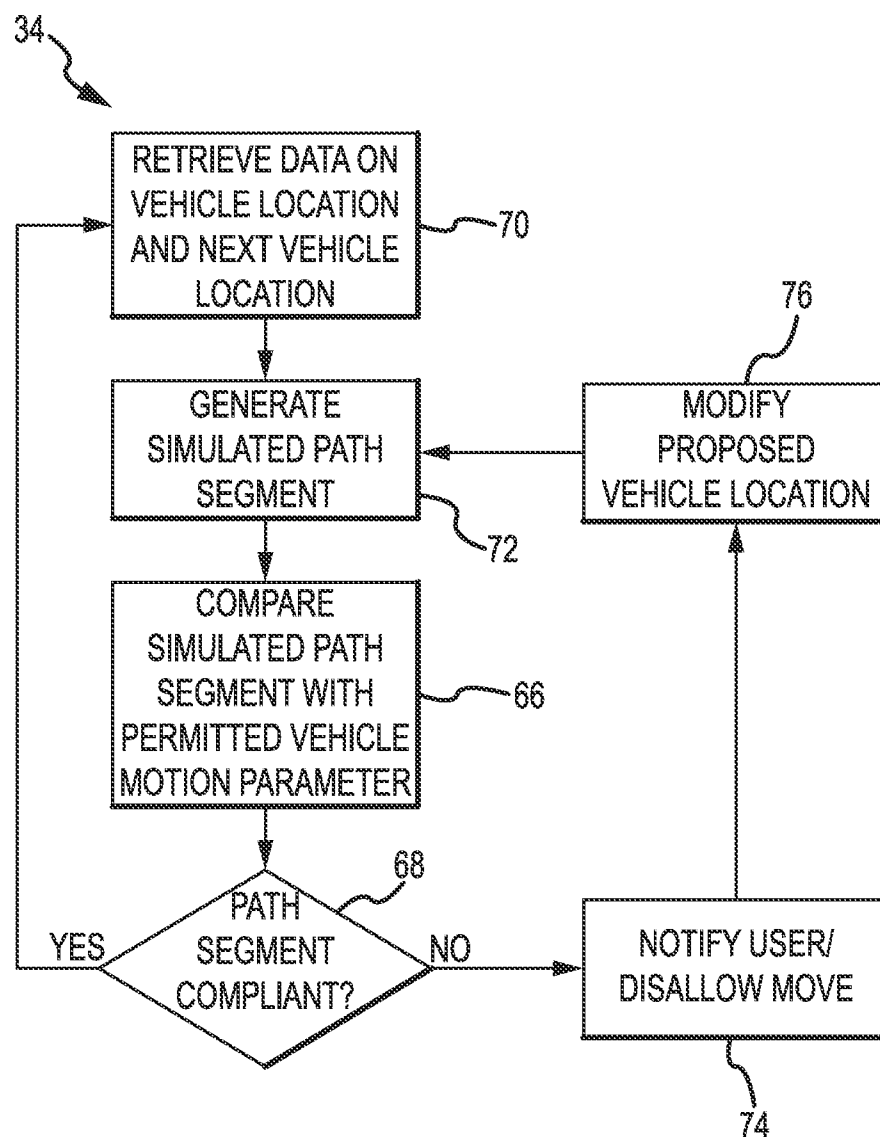 34
RETRIEVE DATA ON
VEHICLE LOCATION
AND NEXT VEHICLE
LOCATION
70
GENERATE
SIMULATED PATH
SEGMENT
72
76
MODIFY
PROPOSED
VEHICLE LOCATION
COMPARE
SIMULATED PATH
SEGMENT WITH
PERMITTED VEHICLE
MOTION PARAMETER
66
68
PATH
SEGMENT
COMPLIANT?
YES
NO
NOTIFY USER/
DISALLOW MOVE
74